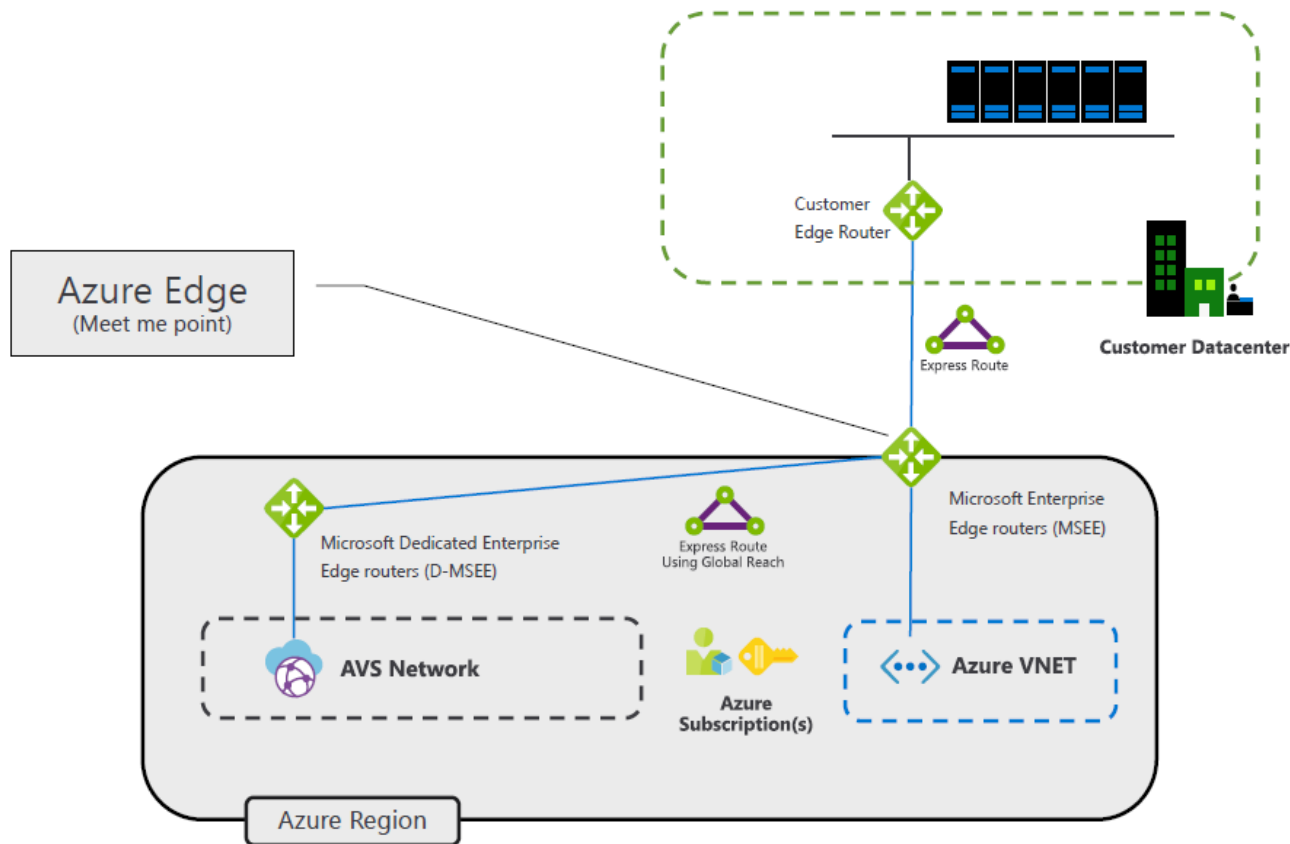 Customer
Edge Router
Azure Edge
(Meet me point)
Express Route
Customer Datacenter
Microsoft Enterprise
Edge routers (MSEE)
Microsoft Dedicated Enterprise
Edge routers (D-MSEE)
Express Route
Using Global Reach
AVS Network
Azure
Subscription(s)
Azure VNET
Azure Region